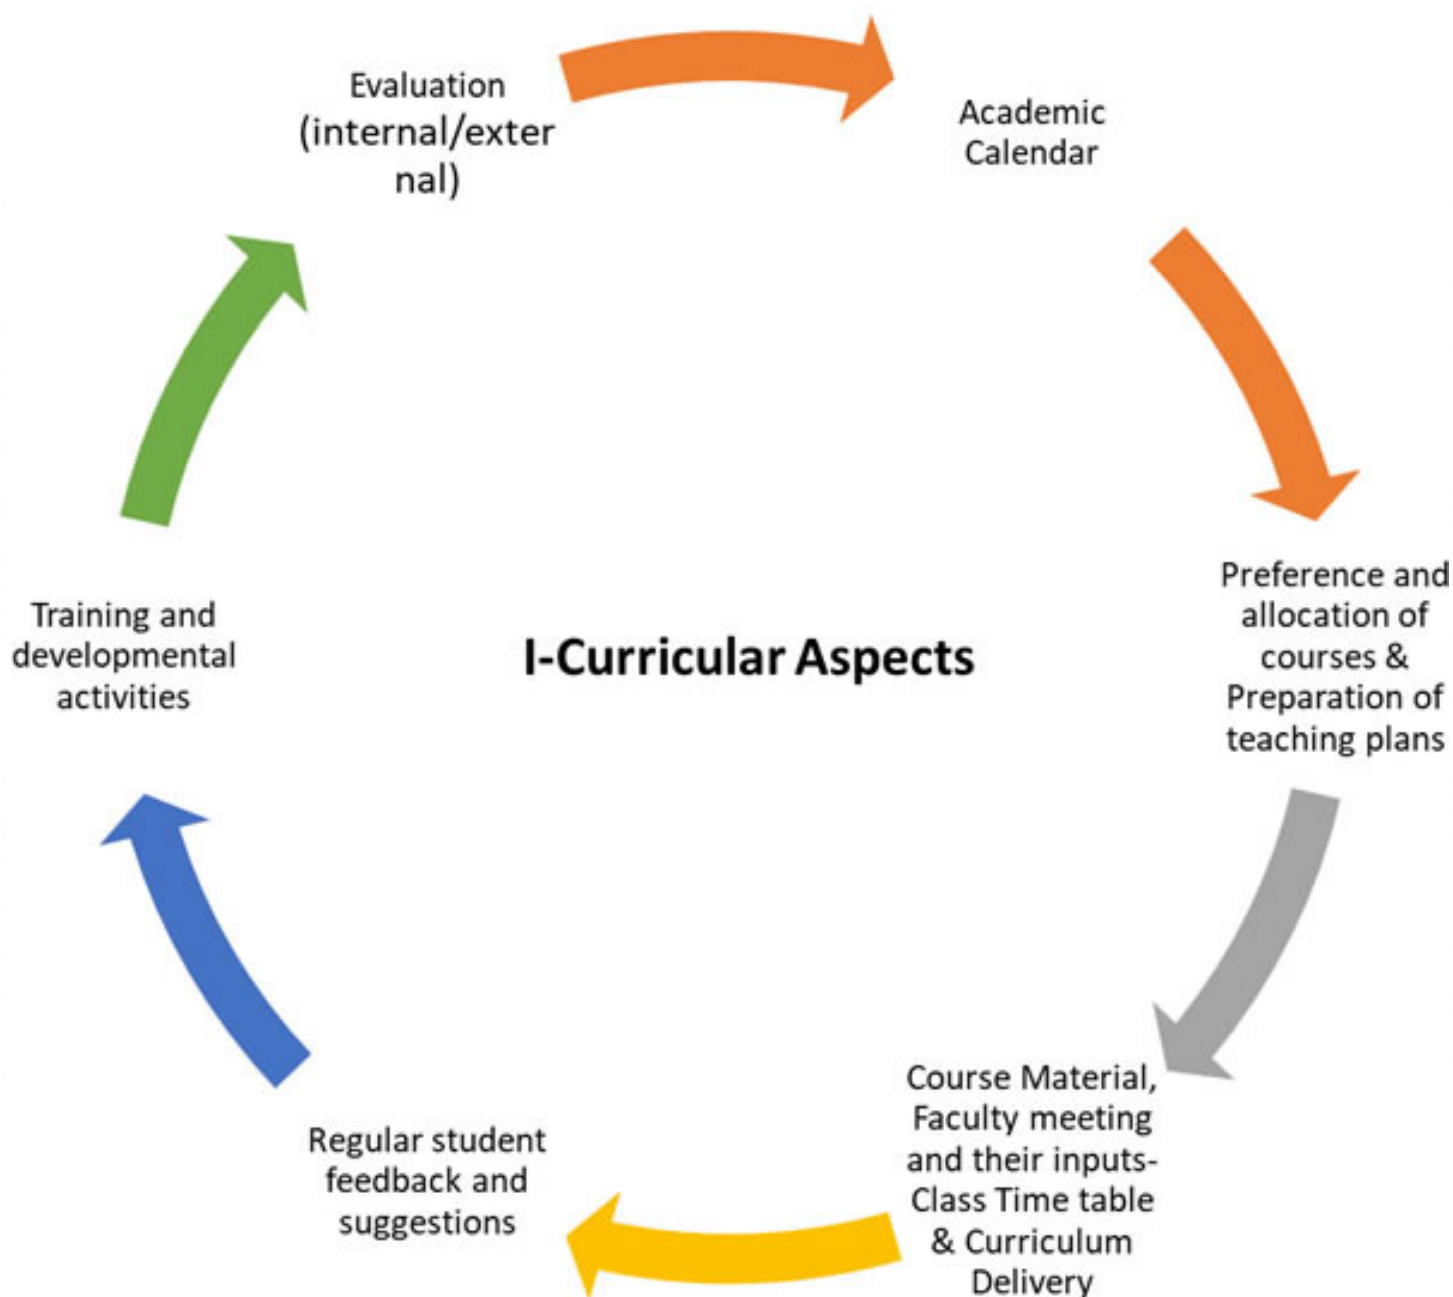 Evaluation
(internal/exter
nal)
Academic
Calendar
Preference and
allocation of
courses &
Preparation of
teaching plans
Course Material,
Faculty meeting
and their inputs-
Class Time table
& Curriculum
Delivery
Regular student
feedback and
suggestions
Training and
developmental
activities
I-Curricular Aspects